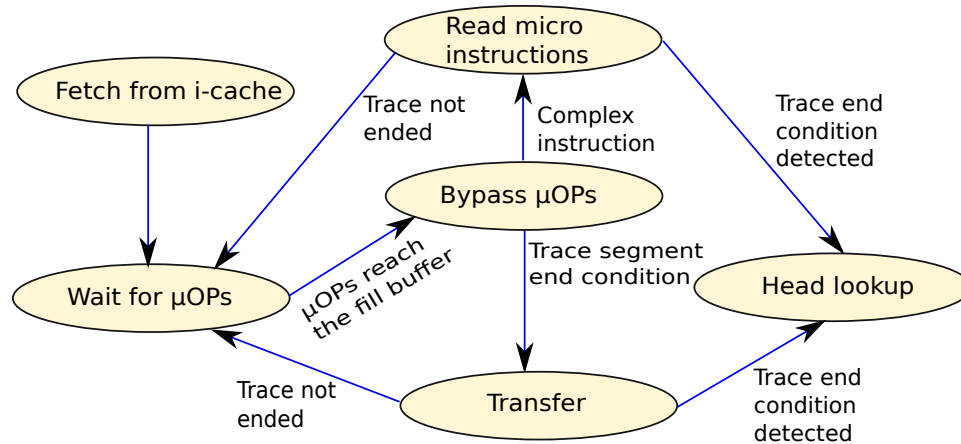 Read micro
instructions
Fetch from i-cache
Trace not
ended
Complex
instruction
Trace end
condition
detected
Bypass μOPs
μOPs reach
the fill buffer
Trace segment
end condition
Wait for μOPs
Head lookup
Trace not
ended
Transfer
Trace end
condition
detected